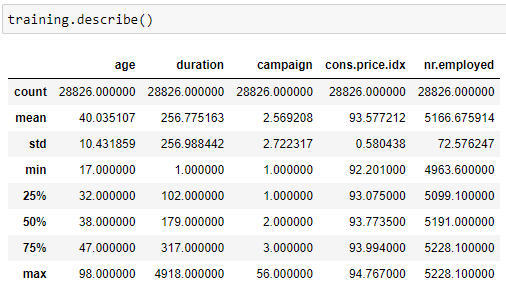 training.describe()
age duration campaign cons.price.idx nr.employed
count 28826.000000 28826.000000 28826.000000 28826.000000 28826.000000
mean 40.035107 256.775163 2.569208 93.577212 5166.675914
std 10.431859 256.988442 2.722317 0.580438 72.576247
min 17.000000 1.000000 1.000000 92.201000 4963.600000
25% 32.000000 102.000000 1.000000 93.075000 5099.100000
50% 38.000000 179.000000 2.000000 93.773500 5191.000000
75% 47.000000 317.000000 3.000000 93.994000 5228.100000
max 98.000000 4918.000000 56.000000 94.767000 5228.100000